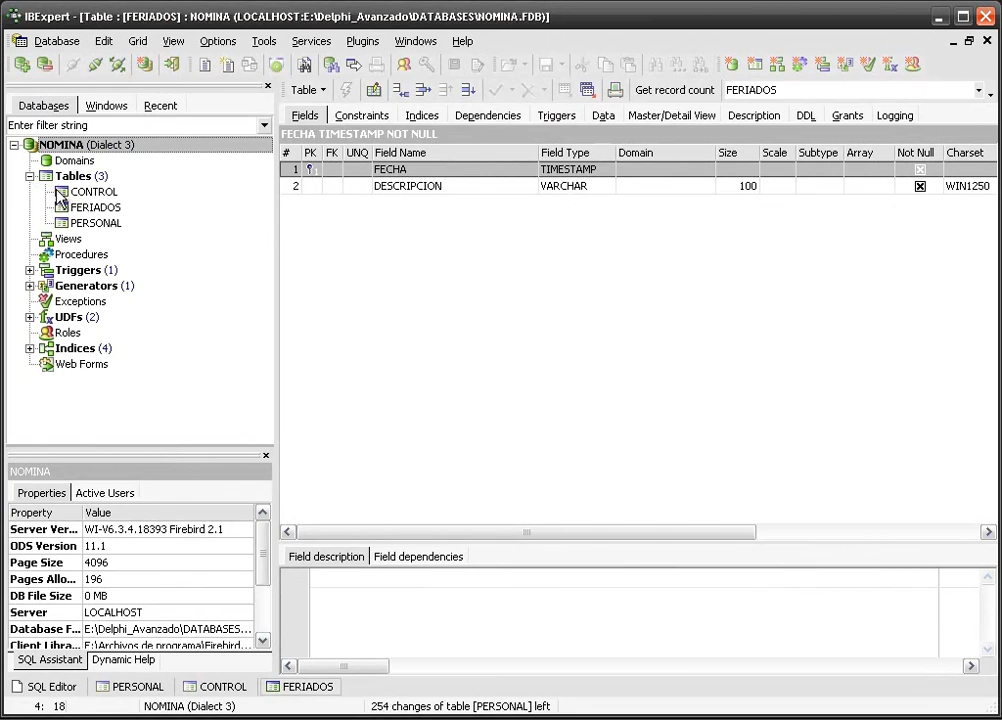 IBExpert - [Table : [FERIADOS] : NOMINA (LOCALHOST:E:\Delphi_Avanzado\DATABASES\NOMINA.FDB)]
Database Edit Grid View Options Tools Services Plugins Windows Help
Table Get record count FERIADOS
Databases Windows Recent
Enter filter string
NOMINA (Dialect 3)
Domains
Tables (3)
CONTROL
FERIADOS
PERSONAL
Views
Procedures
Triggers (1)
Generators (1)
Exceptions
UDFs (2)
Roles
Indices (4)
Web Forms
Fields Constraints Indices Dependencies Triggers Data Master/Detail View Description DDL Grants Logging
FECHA TIMESTAMP NOT NULL
# PK FK UNQ Field Name Field Type Domain Size Scale Subtype Array Not Null Charset
1 1 FECHA TIMESTAMP
2 DESCRIPCION VARCHAR 100 WIN1250
NOMINA
Properties Active Users
Property Value
Server Ver... WI-V6.3.4.18393 Firebird 2.1
ODS Version 11.1
Page Size 4096
Pages Allo... 196
DB File Size 0 MB
Server LOCALHOST
Database F... E:\Delphi_Avanzado\DATABASES...
Client Libra... E:\Archivos de programa\Firebird...
SQL Assistant Dynamic Help
Field description Field dependencies
SQL Editor PERSONAL CONTROL FERIADOS
4: 18 NOMINA (Dialect 3) 254 changes of table [PERSONAL] left